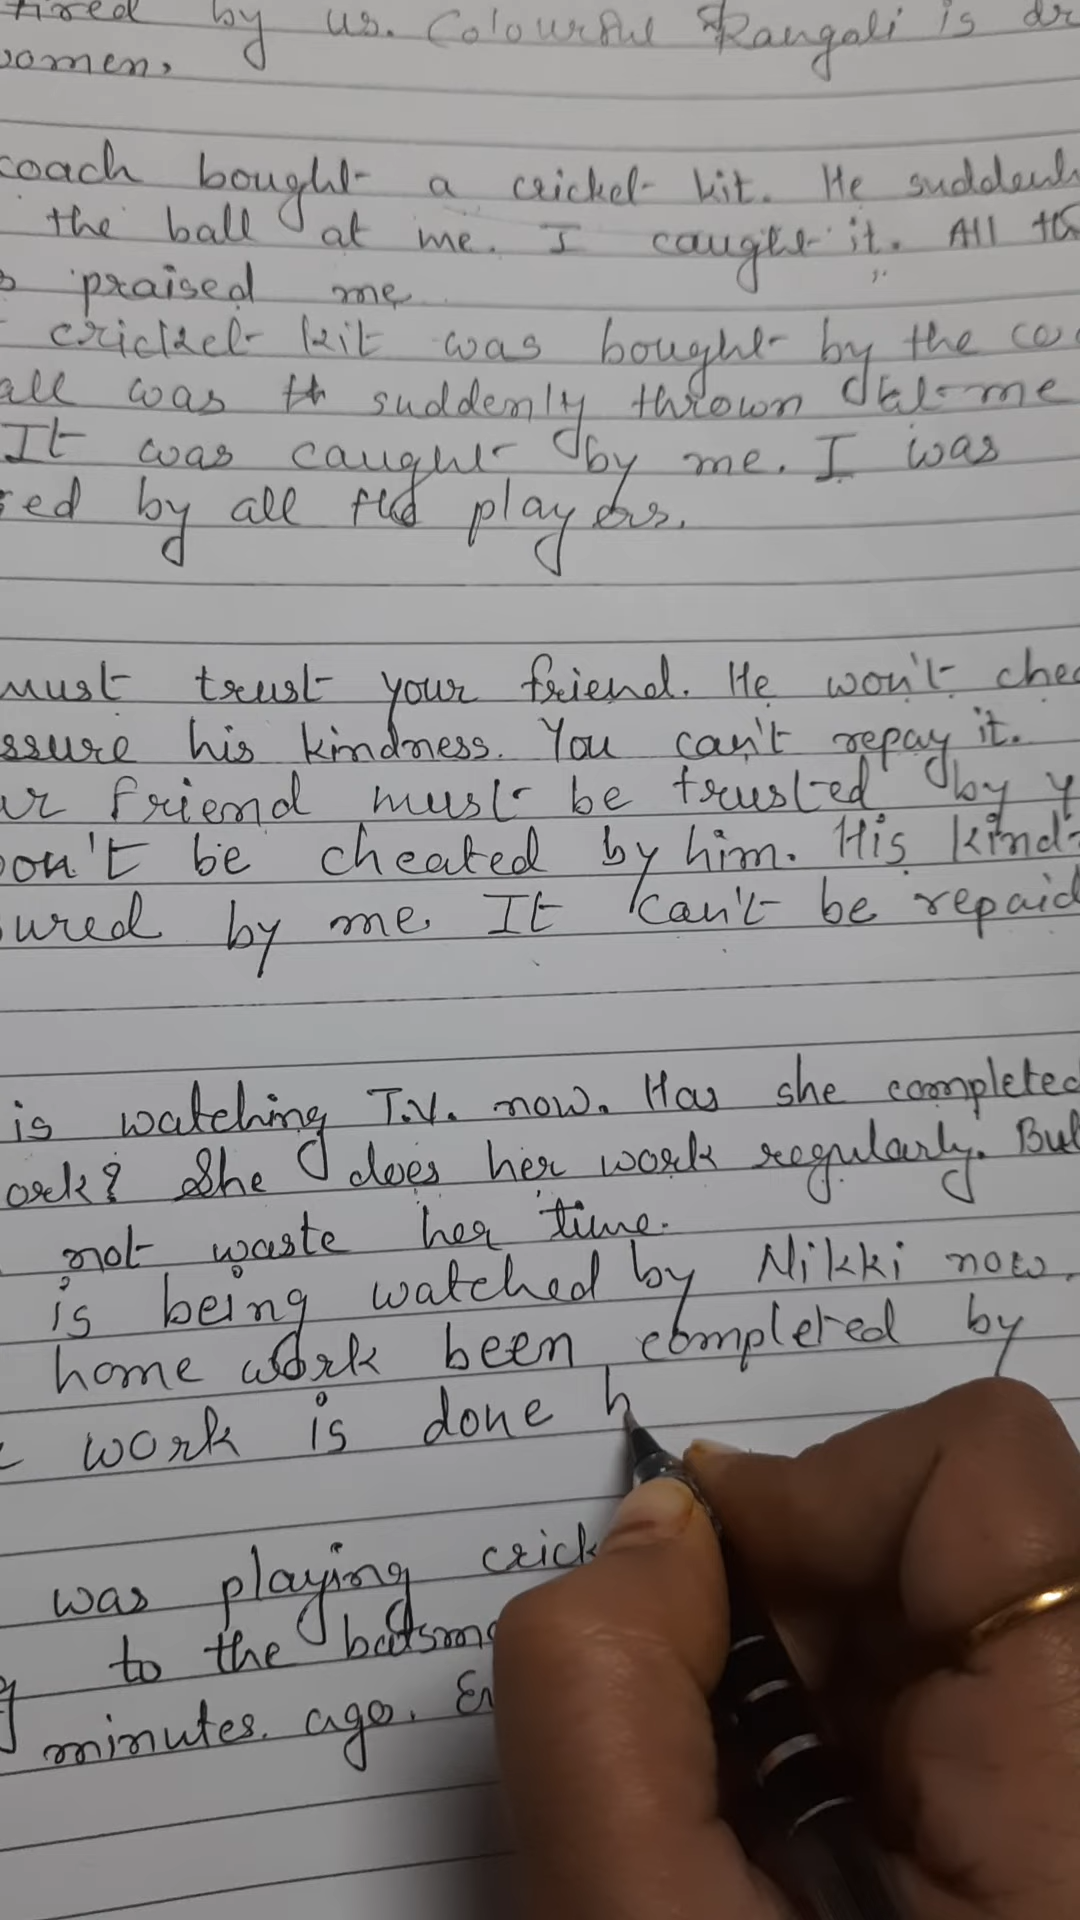 by us. Colourful Rangali is
coach bought a cricket kit. He
the ball at me. I caught it. All
praised me
cricket kit was bought by the
was th suddenly thrown at me
It was caught by me. I was
by all the players.
must trust your friend. He won't
his kindness. You can't repay it.
friend must be trusted by
be cheated by him. His
by me. It can't be repaid
is watching T.V. now. Has she completed
She does her work regularly. But
not waste her time.
is being watched by Nikki now.
home work been completed by
work is done
was playing
to the
minutes. ago.